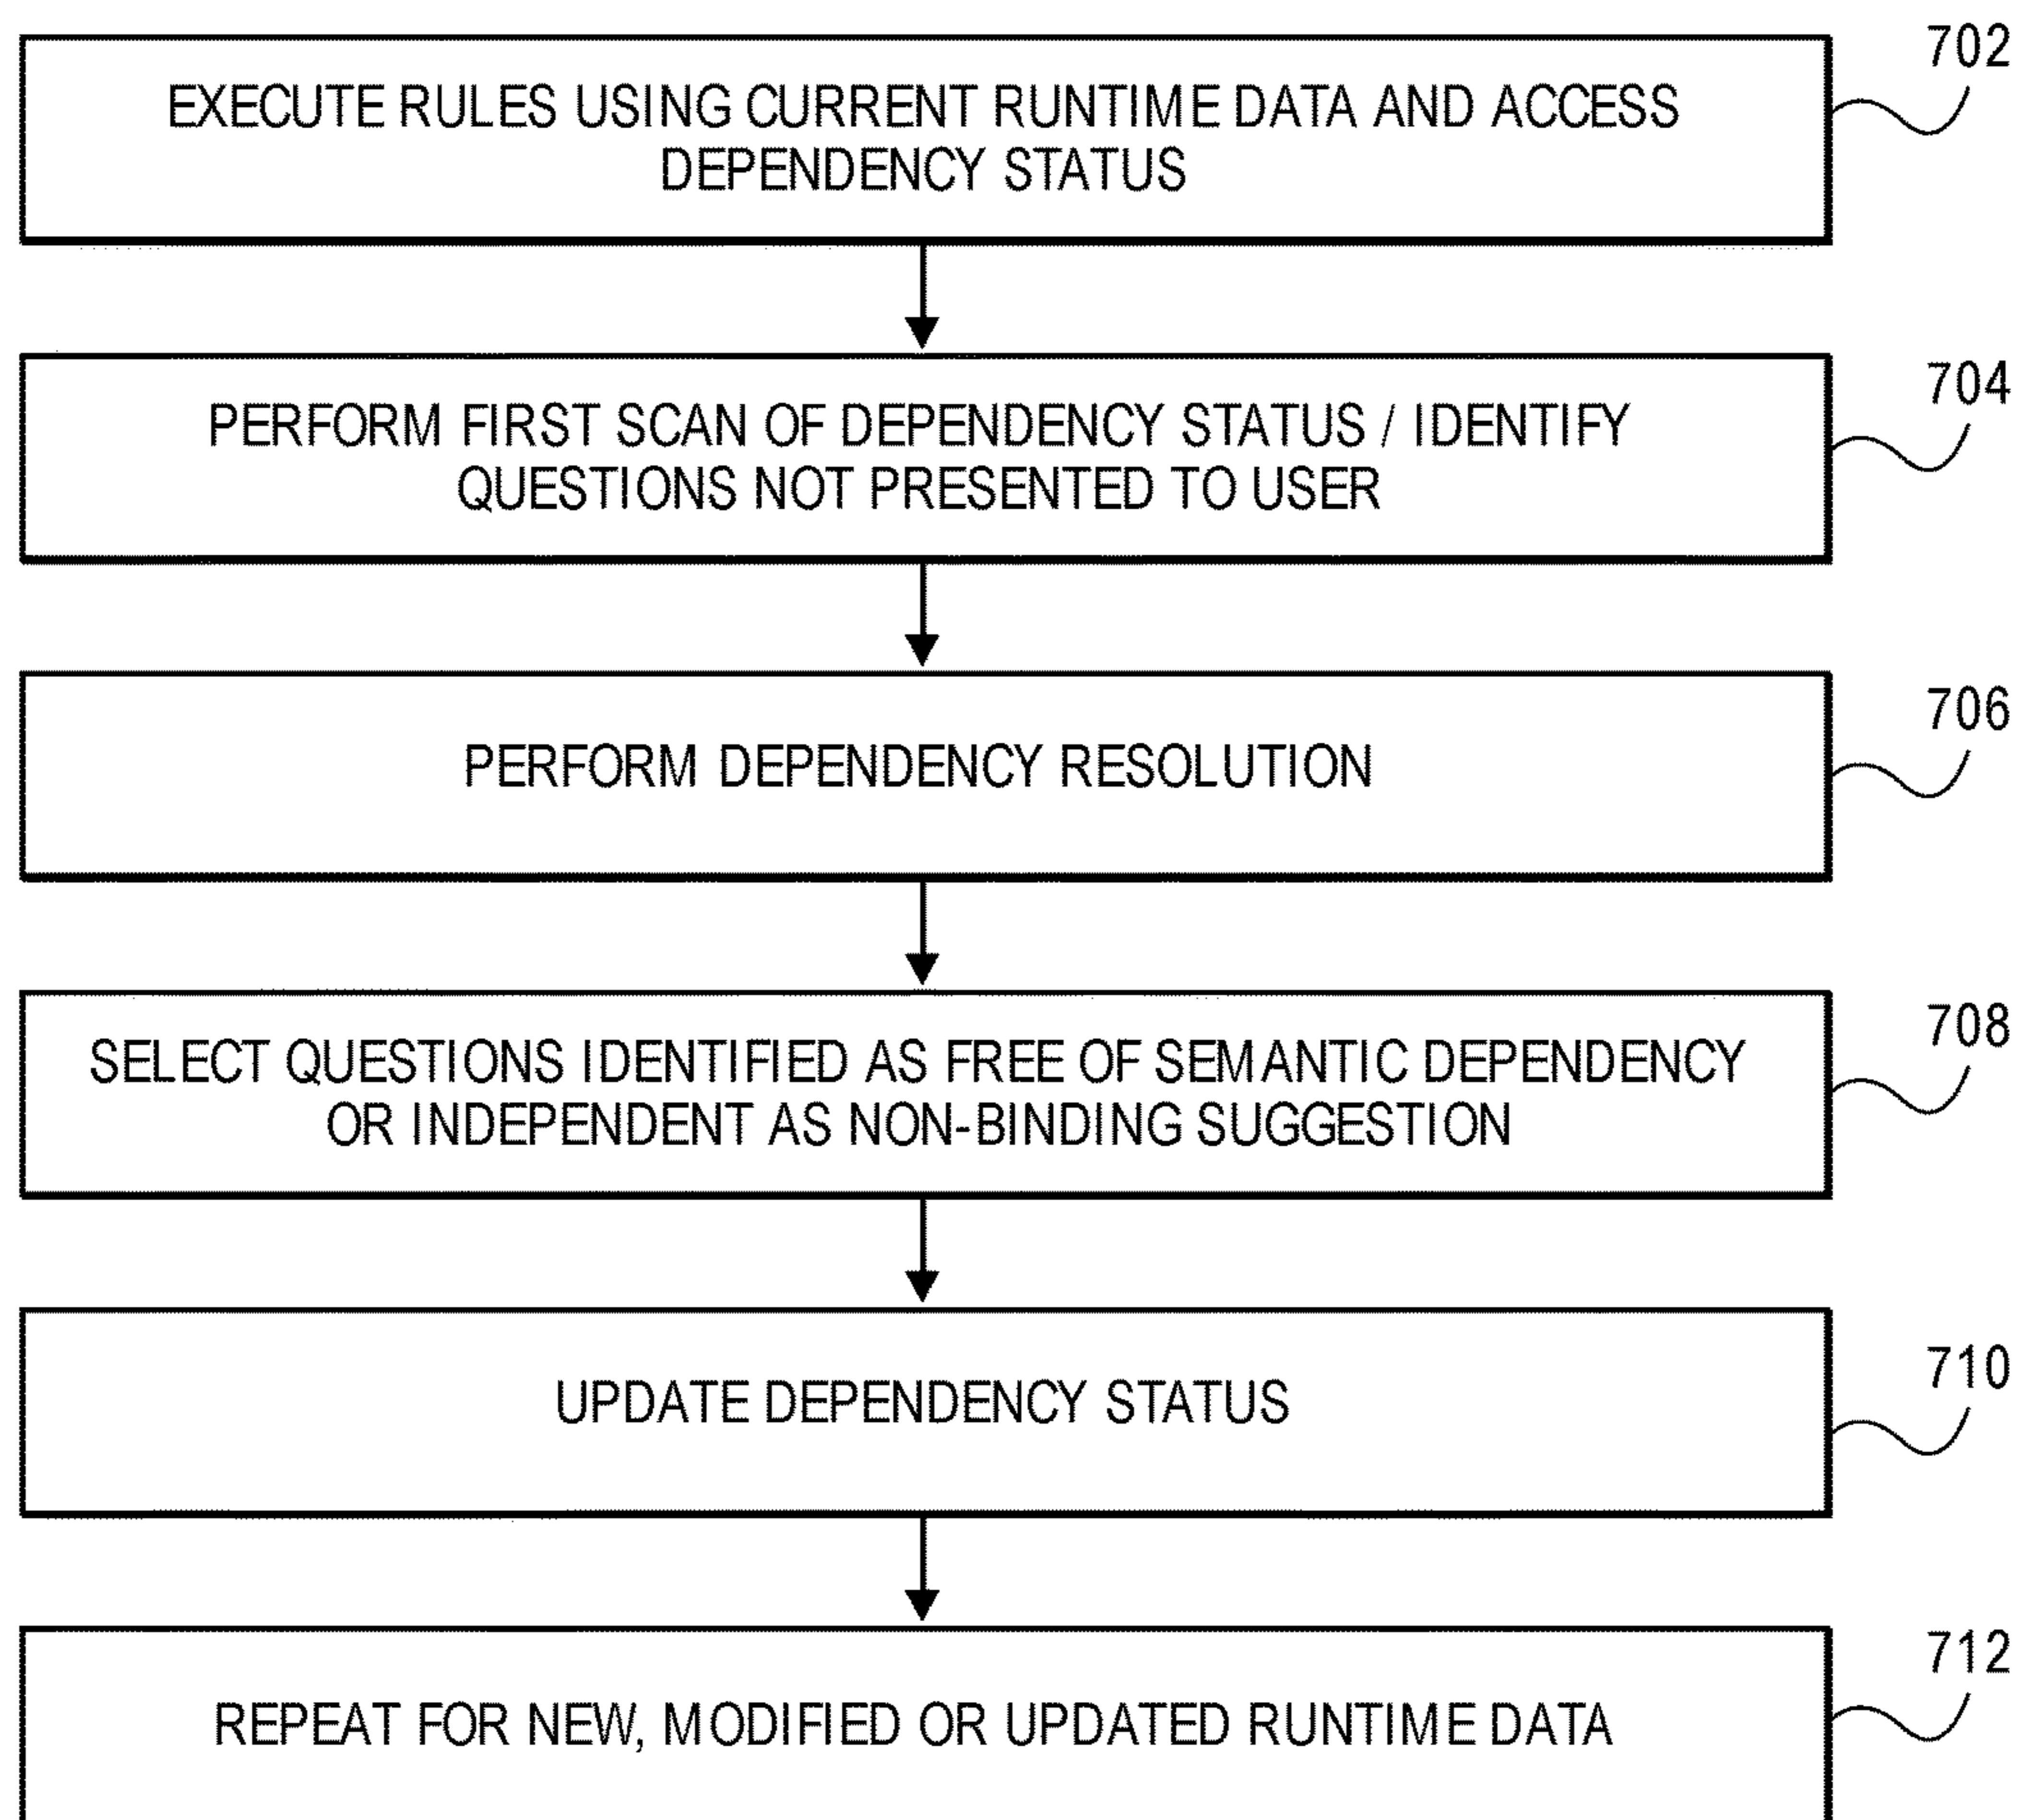 702
EXECUTE RULES USING CURRENT RUNTIME DATA AND ACCESS
DEPENDENCY STATUS
704
PERFORM FIRST SCAN OF DEPENDENCY STATUS / IDENTIFY
QUESTIONS NOT PRESENTED TO USER
706
PERFORM DEPENDENCY RESOLUTION
708
SELECT QUESTIONS IDENTIFIED AS FREE OF SEMANTIC DEPENDENCY
OR INDEPENDENT AS NON-BINDING SUGGESTION
710
UPDATE DEPENDENCY STATUS
712
REPEAT FOR NEW, MODIFIED OR UPDATED RUNTIME DATA